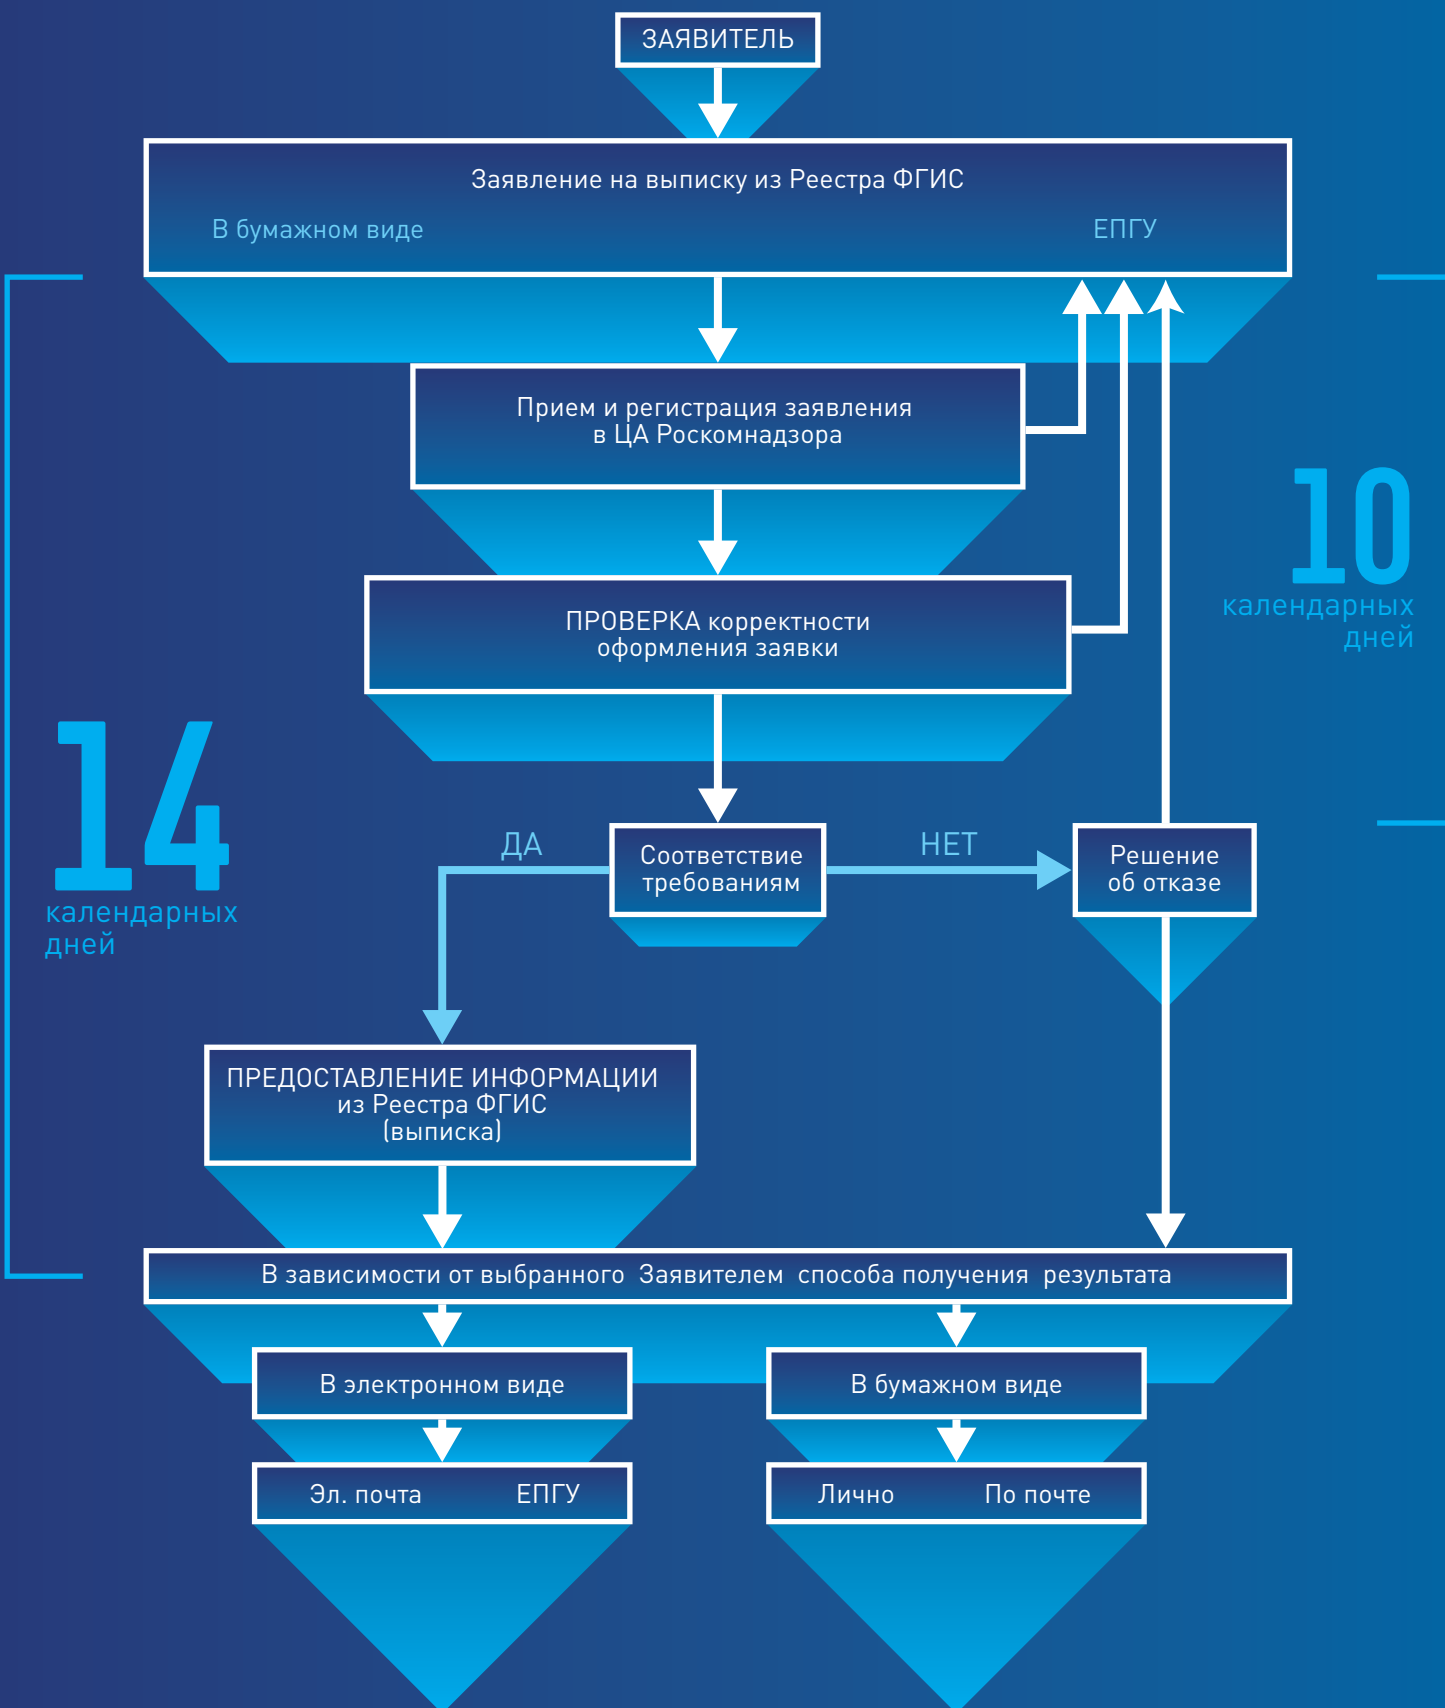 ЗАЯВИТЕЛЬ
Заявление на выписку из Реестра ФГИС
В бумажном виде
ЕПГУ
Прием и регистрация заявления
в ЦА Роскомнадзора
10
календарных
дней
ПРОВЕРКА корректности
оформления заявки
14
календарных
дней
ДА
Соответствие
требованиям
НЕТ
Решение
об отказе
ПРЕДОСТАВЛЕНИЕ ИНФОРМАЦИИ
из Реестра ФГИС
(выписка)
В зависимости от выбранного Заявителем способа получения результата
В электронном виде
В бумажном виде
Эл. почта
ЕПГУ
Лично
По почте